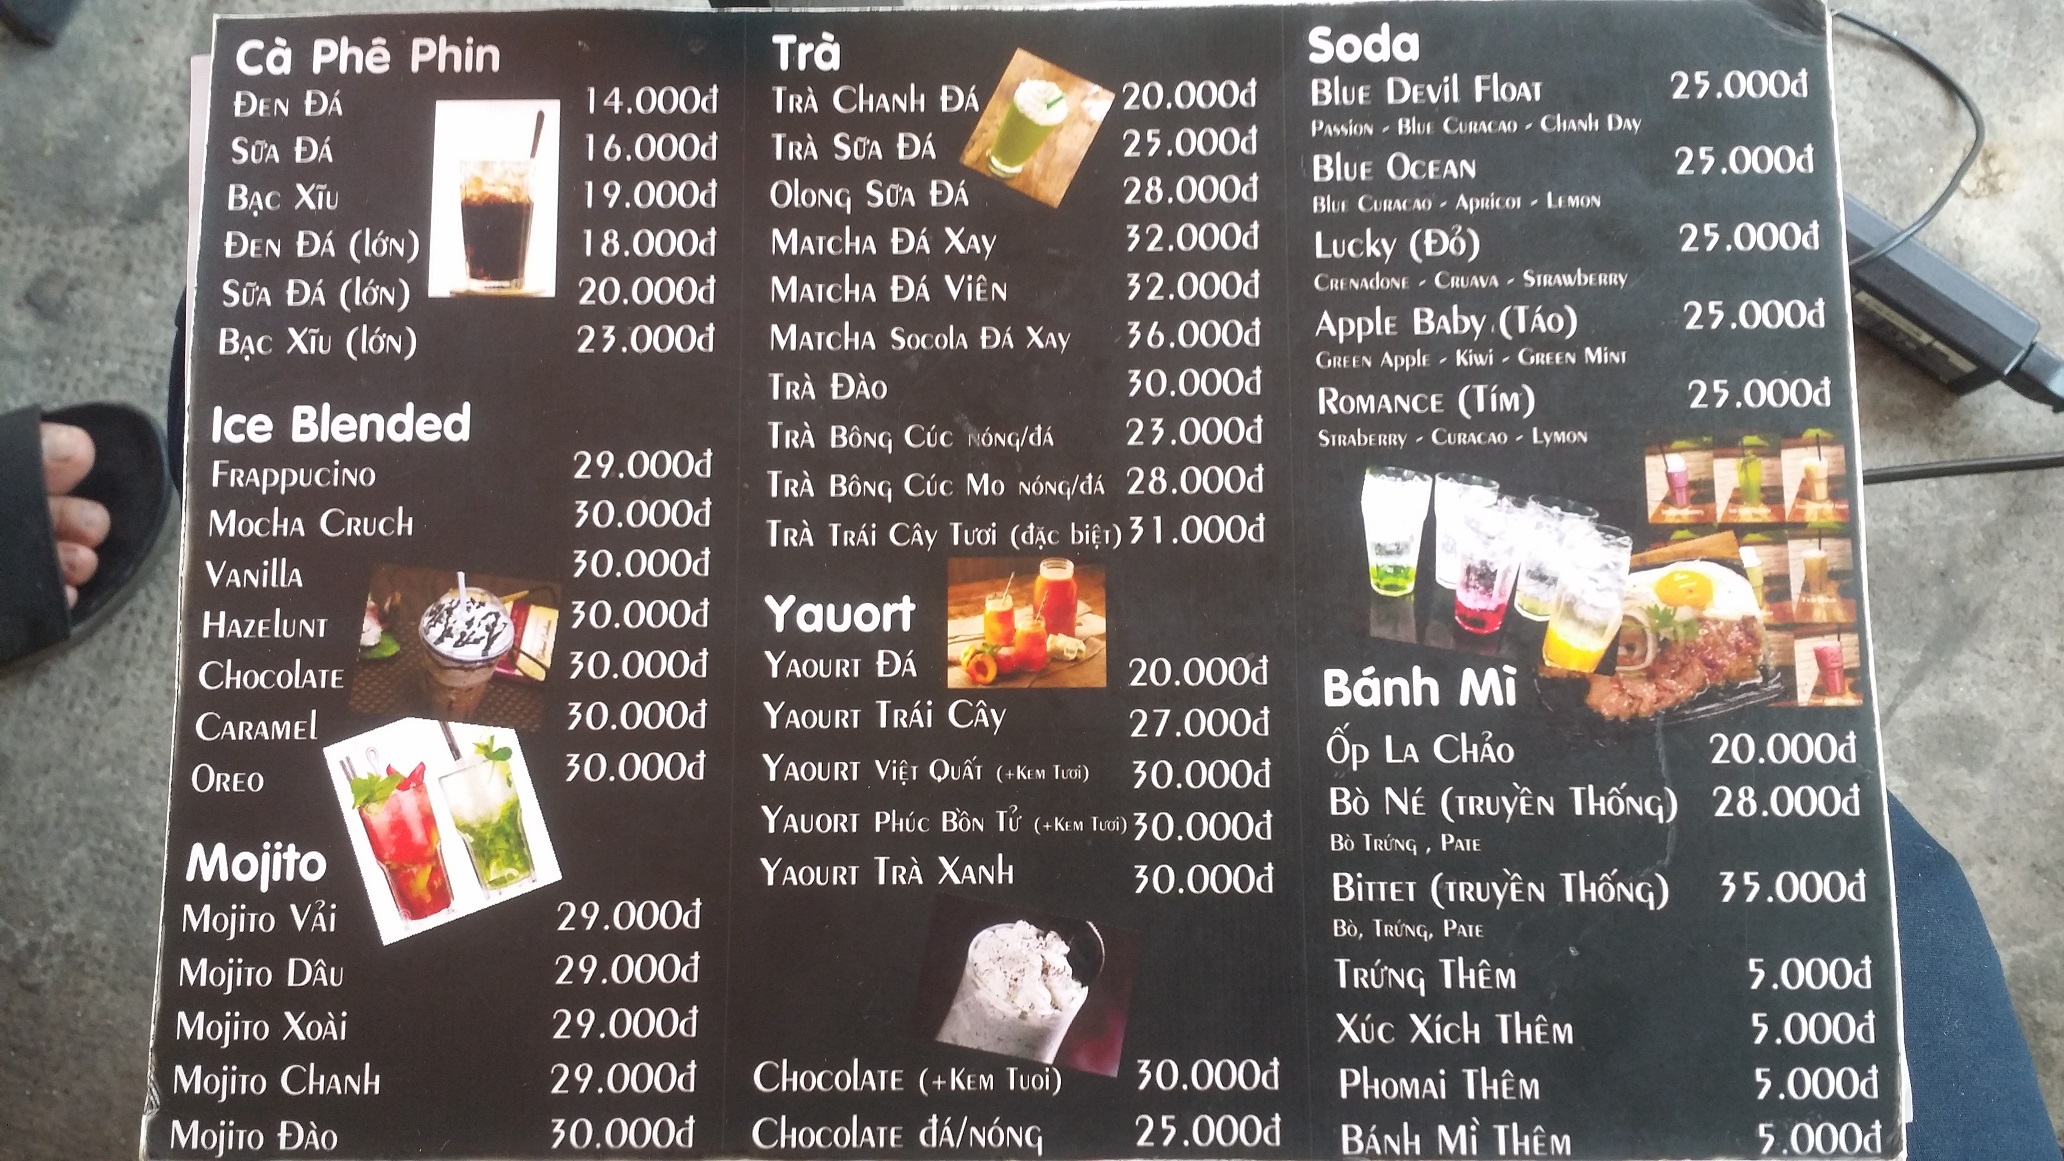 Cà Phê Phin
Đen Đá 14.000đ
Sữa Đá 16.000đ
Bạc Xĩu 19.000đ
Đen Đá (lớn) 18.000đ
Sữa Đá (lớn) 20.000đ
Bạc Xĩu (lớn) 23.000đ
Ice Blended
Frappucino 29.000đ
Mocha Cruch 30.000đ
Vanilla 30.000đ
Hazelunt 30.000đ
Chocolate 30.000đ
Caramel 30.000đ
Oreo 30.000đ
Mojito
Mojito Vải 29.000đ
Mojito Dâu 29.000đ
Mojito Xoài 29.000đ
Mojito Chanh 29.000đ
Mojito Đào 30.000đ
Trà
Trà Chanh Đá 20.000đ
Trà Sữa Đá 25.000đ
Olong Sữa Đá 28.000đ
Matcha Đá Xay 32.000đ
Matcha Đá Viên 32.000đ
Matcha Socola Đá Xay 36.000đ
Trà Đào 30.000đ
Trà Bông Cúc nóng/đá 23.000đ
Trà Bông Cúc Mo nóng/đá 28.000đ
Trà Trái Cây Tươi (đặc biệt) 31.000đ
Yauort
Yaourt Đá 20.000đ
Yaourt Trái Cây 27.000đ
Yaourt Việt Quất (+Kem Tươi) 30.000đ
Yauort Phúc Bồn Tử (+Kem Tươi) 30.000đ
Yaourt Trà Xanh 30.000đ
Chocolate (+Kem Tuoi) 30.000đ
Chocolate đá/nóng 25.000đ
Soda
Blue Devil Float 25.000đ
Passion - Blue Curacao - Chanh Day
Blue Ocean 25.000đ
Blue Curacao - Apricot - Lemon
Lucky (Đỏ) 25.000đ
Crenadone - Cruava - Strawberry
Apple Baby (Táo) 25.000đ
Green Apple - Kiwi - Green Mint
Romance (Tím) 25.000đ
Straberry - Curacao - Lymon
Bánh Mì
Ốp La Chảo 20.000đ
Bò Né (truyền Thống) 28.000đ
Bò Trứng , Pate
Bittet (truyền Thống) 35.000đ
Bò, Trứng, Pate
Trứng Thêm 5.000đ
Xúc Xích Thêm 5.000đ
Phomai Thêm 5.000đ
Bánh Mì Thêm 5.000đ